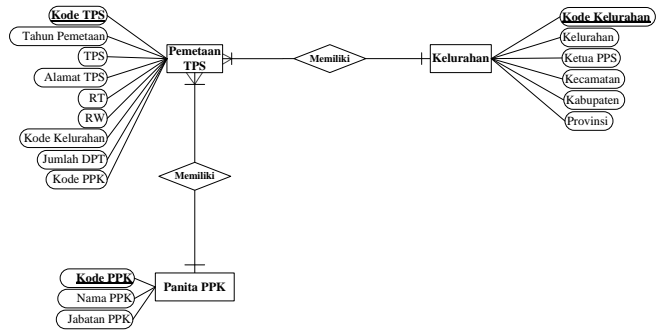 Kode TPS
Tahun Pemetaan
TPS
Alamat TPS
RT
RW
Kode Kelurahan
Jumlah DPT
Kode PPK
Pemetaan
TPS
Memiliki
Kelurahan
Kode Kelurahan
Kelurahan
Ketua PPS
Kecamatan
Kabupaten
Provinsi
Memiliki
Kode PPK
Nama PPK
Jabatan PPK
Panita PPK